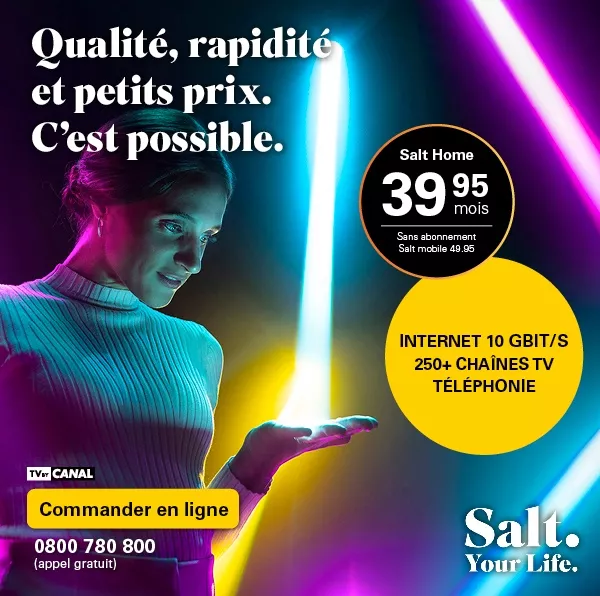 Qualité, rapidité
et petits prix.
C'est possible.
Salt Home
39 95
mois
Sans abonnement
Salt mobile 49.95
INTERNET 10 GBIT/S
250+ CHAÎNES TV
TÉLÉPHONIE
TV BY CANAL
Commander en ligne
0800 780 800
(appel gratuit)
Salt.
Your Life.